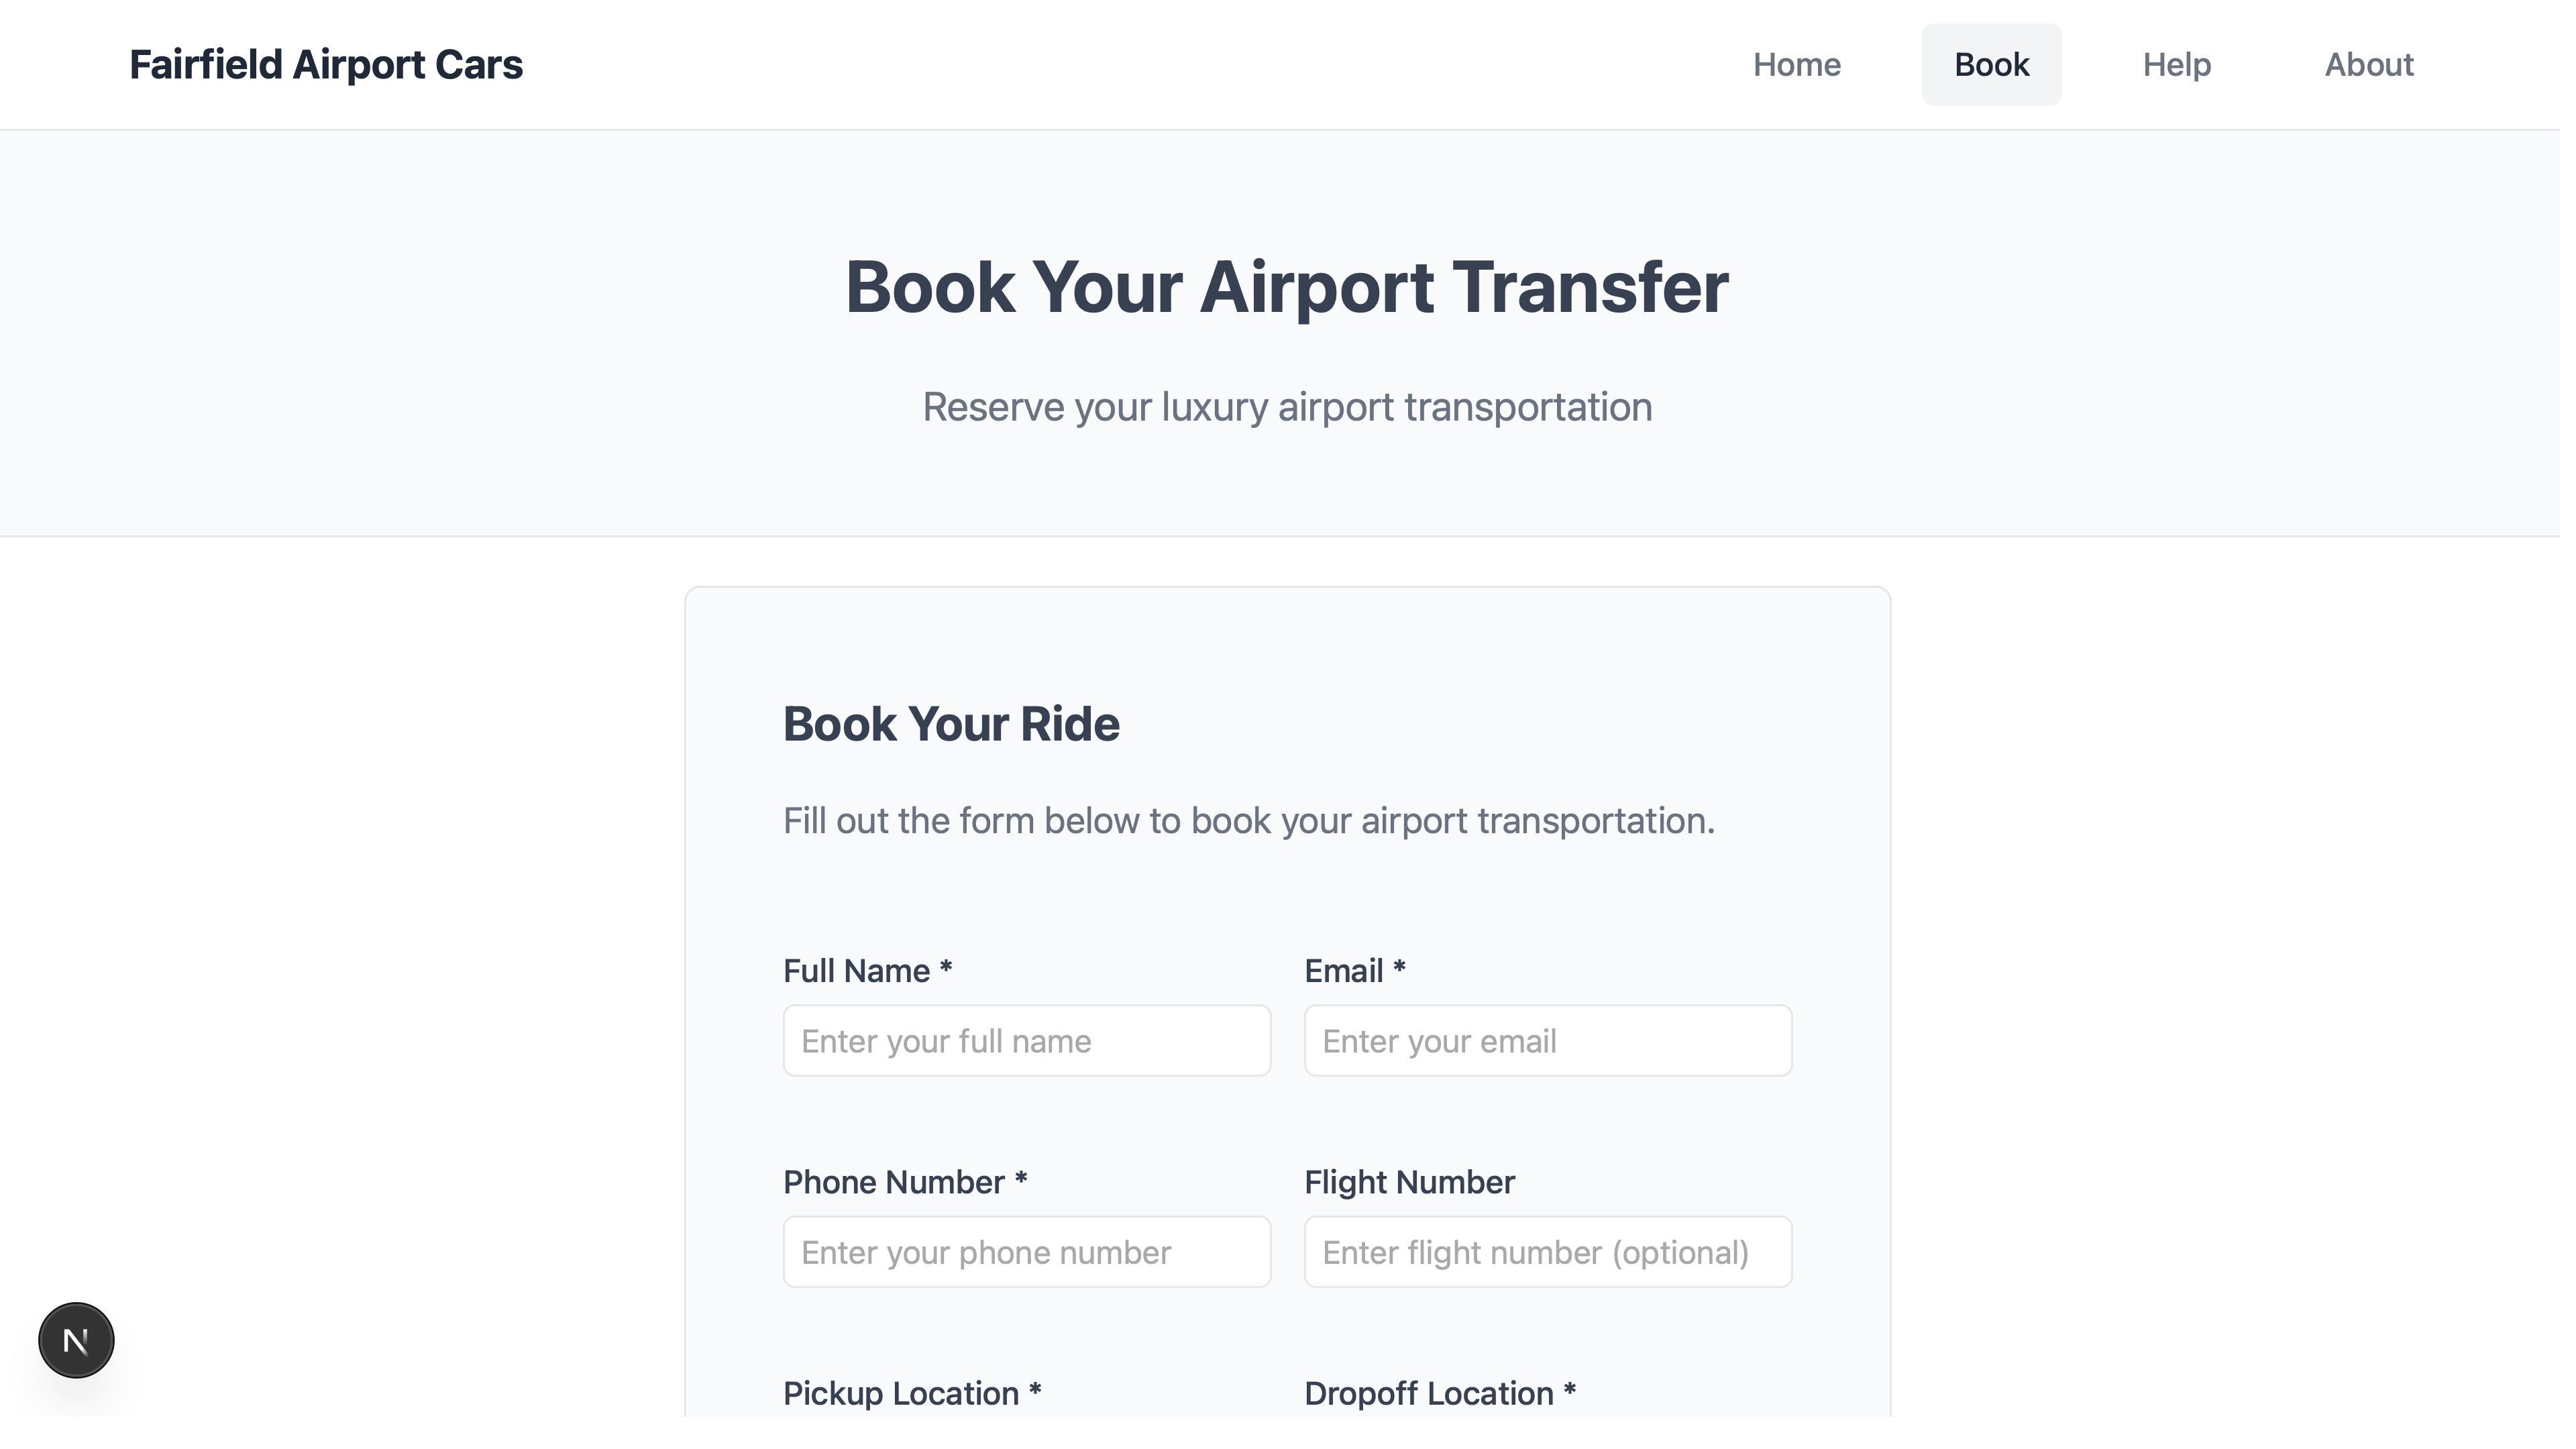 Fairfield Airport Cars
Home
Book
Help
About
Book Your Airport Transfer
Reserve your luxury airport transportation
Book Your Ride
Fill out the form below to book your airport transportation.
Full Name *
Email *
Enter your full name
Enter your email
Phone Number *
Flight Number
Enter your phone number
Enter flight number (optional)
N
Pickup Location *
Dropoff Location *